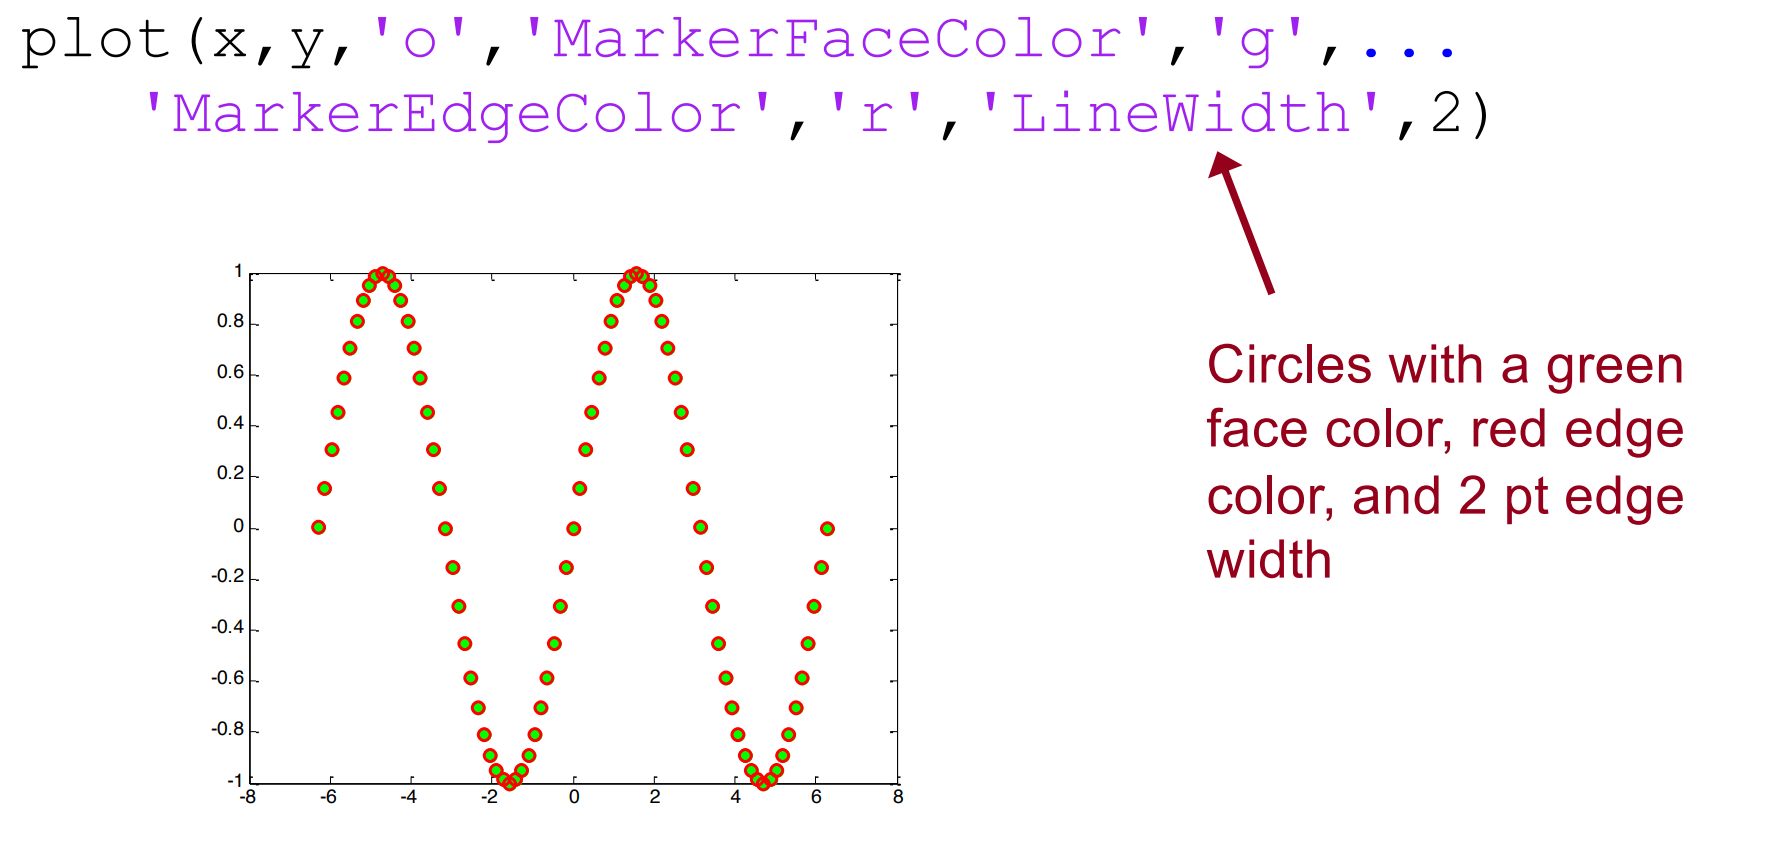 plot(x,y,'o','MarkerFaceColor','g',...
'MarkerEdgeColor','r','LineWidth',2)
Circles with a green
face color, red edge
color, and 2 pt edge
width
1
0.8
0.6
0.4
0.2
0
-0.2
-0.4
-0.6
-0.8
-1
-8 -6 -4 -2 0 2 4 6 8